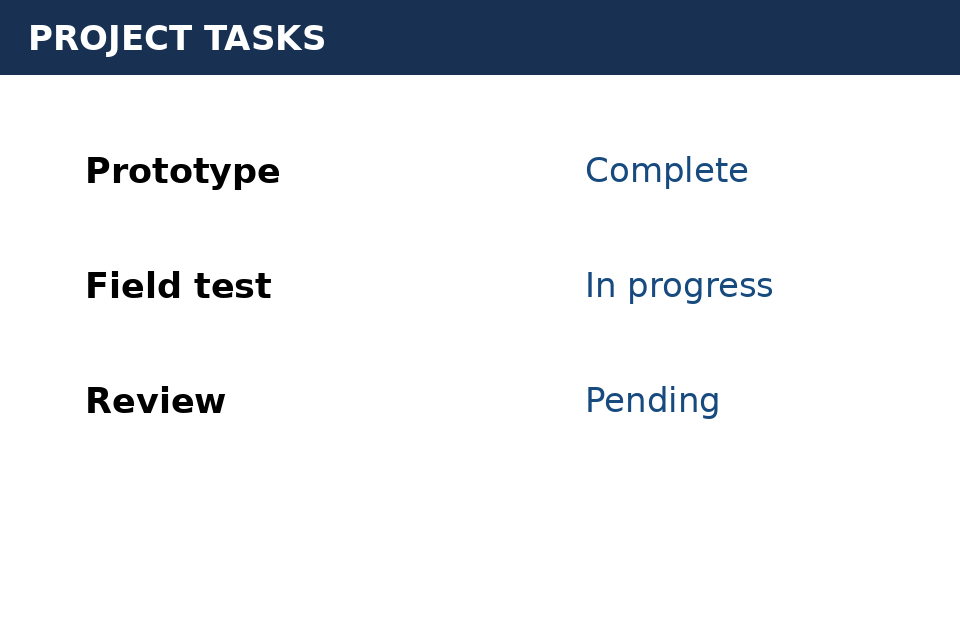 PROJECT TASKS
Prototype Complete
Field test In progress
Review Pending